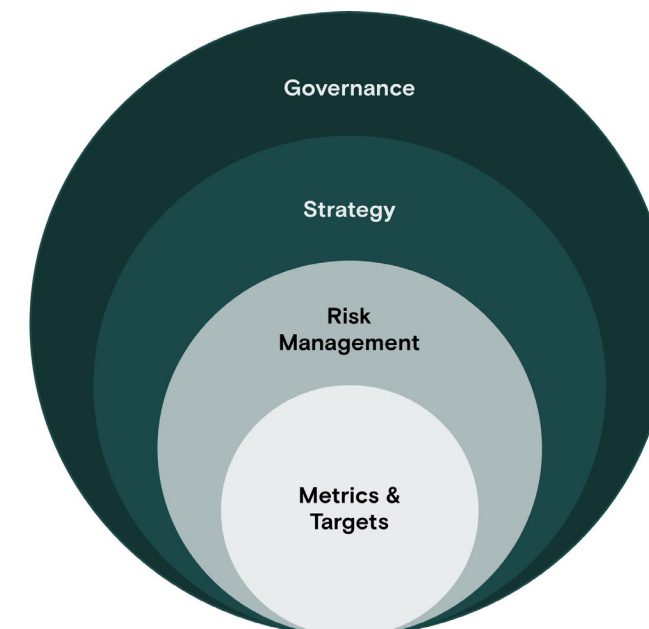 Governance
Strategy
Risk
Management
Metrics &
Targets